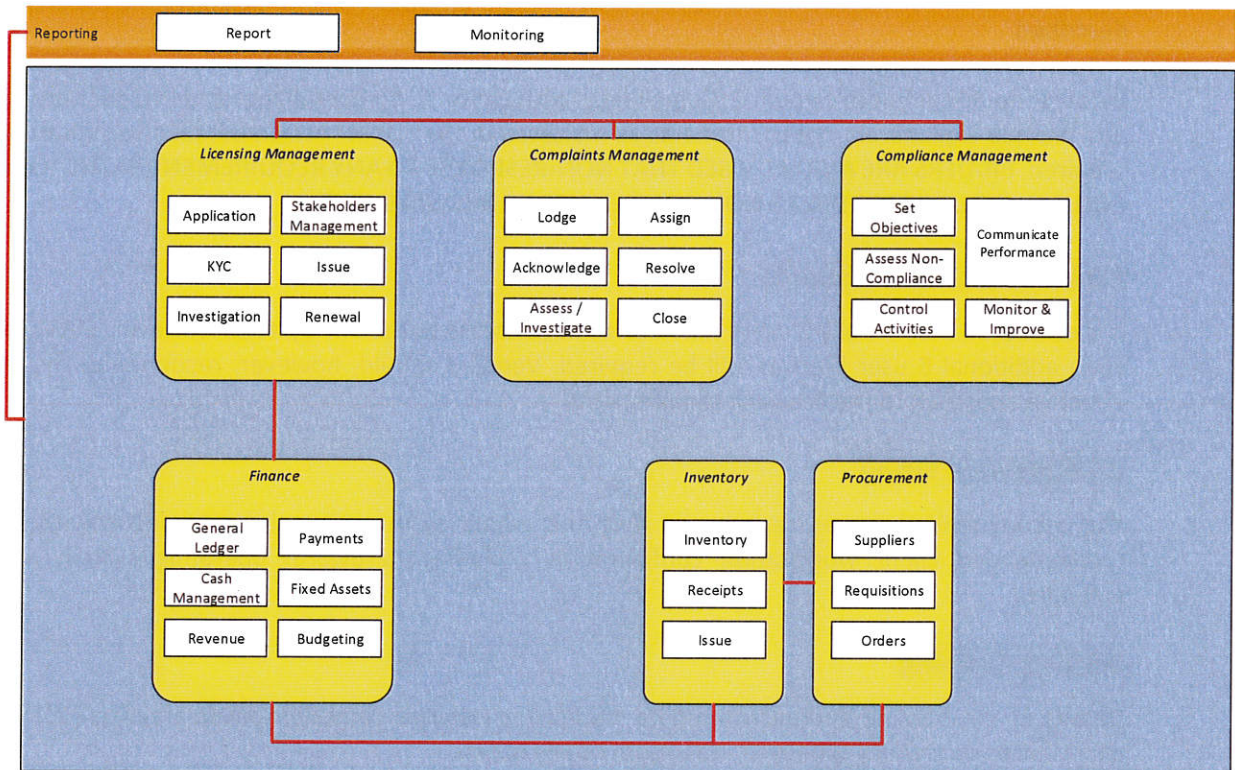 Reporting
Report
Monitoring
Licensing Management
Application
Stakeholders
Management
KYC
Issue
Investigation
Renewal
Complaints Management
Lodge
Assign
Acknowledge
Resolve
Assess /
Investigate
Close
Compliance Management
Set
Objectives
Communicate
Performance
Assess Non-
Compliance
Control
Activities
Monitor &
Improve
Finance
General
Ledger
Payments
Cash
Management
Fixed Assets
Revenue
Budgeting
Inventory
Inventory
Receipts
Issue
Procurement
Suppliers
Requisitions
Orders